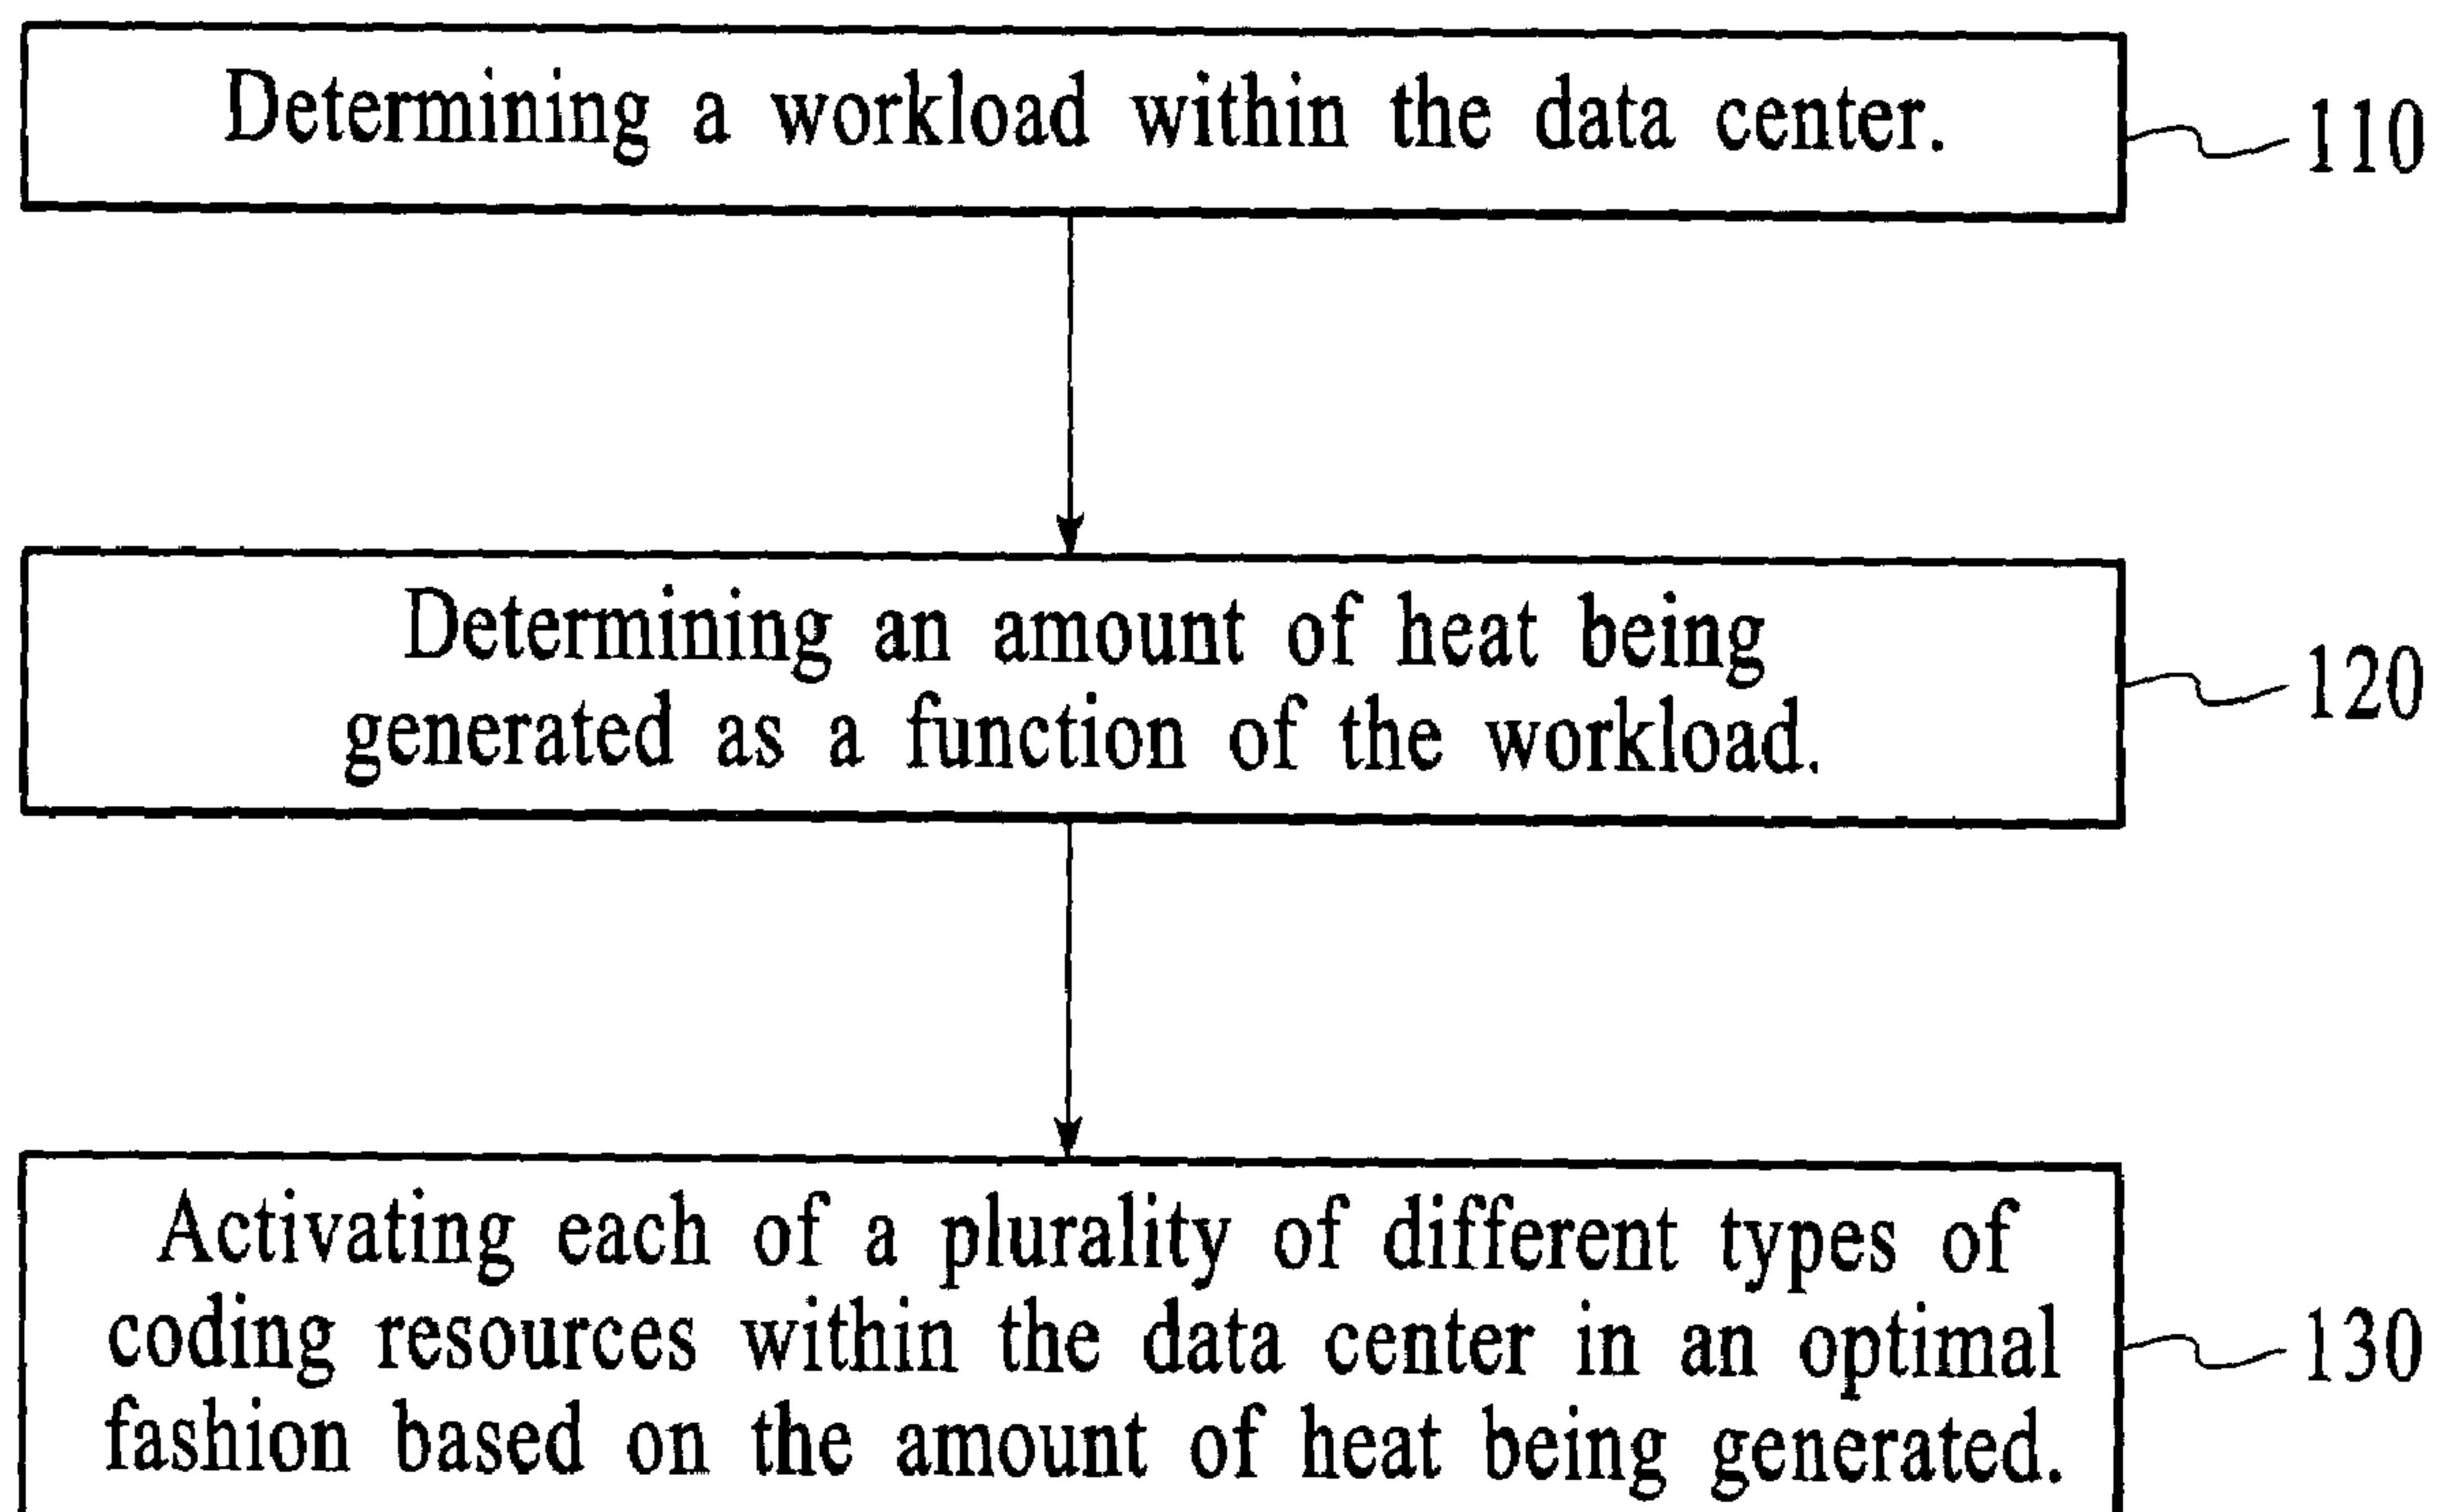 Determining a workload within the data center.
110
Determining an amount of heat being
generated as a function of the workload.
120
Activating each of a plurality of different types of
coding resources within the data center in an optimal
fashion based on the amount of heat being generated.
130